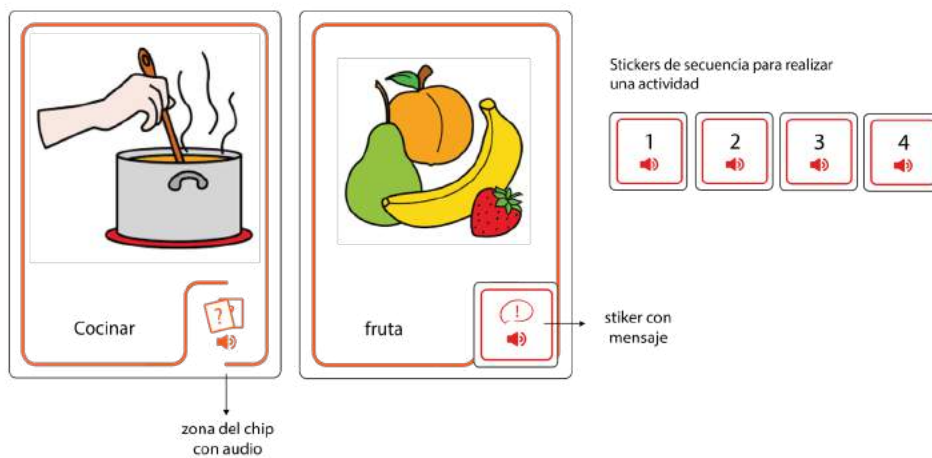 Cocinar
?
zona del chip
con audio
fruta
!
stiker con
mensaje
Stickers de secuencia para realizar
una actividad
1
2
3
4